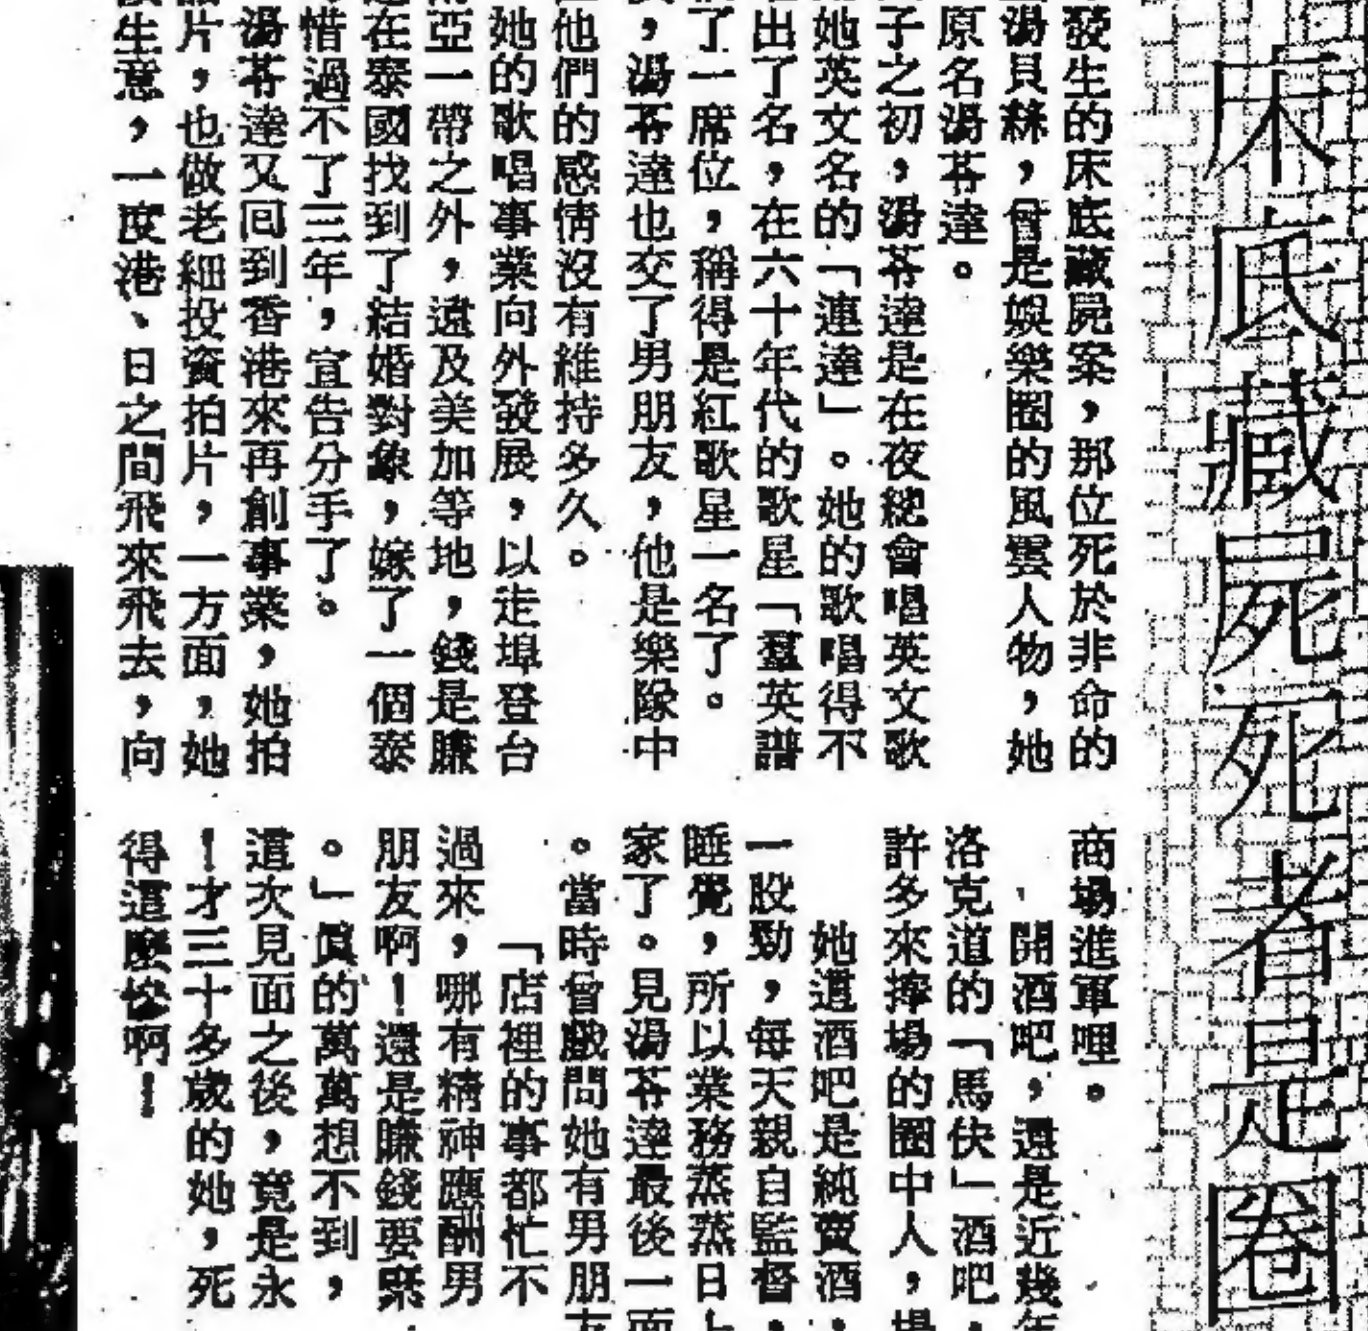 床底藏屍死者是圈
發生的床底藏屍案，那位死於非命的
湯貝絲，曾是娛樂圈的風雲人物，她
原名湯苓達。
子之初，湯苓達是在夜總會唱英文歌
她英文名的「連達」。她的歌唱得不
出了名，在六十年代的歌星「羣英譜
了一席位，稱得是紅歌星一名了。
，湯苓達也交了男朋友，他是樂隊中
他們的感情沒有維持多久。
她的歌唱事業向外發展，以走埠登台
亞一帶之外，遠及美加等地，錢是賺
在泰國找到了結婚對象，嫁了一個泰
惜過不了三年，宣告分手了。
湯苓達又回到香港來再創事業，她拍
片，也做老細投資拍片，一方面，她
生意，一度港、日之間飛來飛去，向
商場進軍哩。
開酒吧，還是近幾年
洛克道的「馬快」酒吧，
許多來捧場的圈中人，場
她這酒吧是純賣酒，
一股勁，每天親自監督，
睡覺，所以業務蒸蒸日上
家了。見湯苓達最後一面
。當時曾戲問她有男朋友
「店裡的事都忙不
過來，哪有精神應酬男
朋友啊！還是賺錢要緊
。」真的萬萬想不到，
這次見面之後，竟是永
！才三十多歲的她，死
得這麼慘啊！